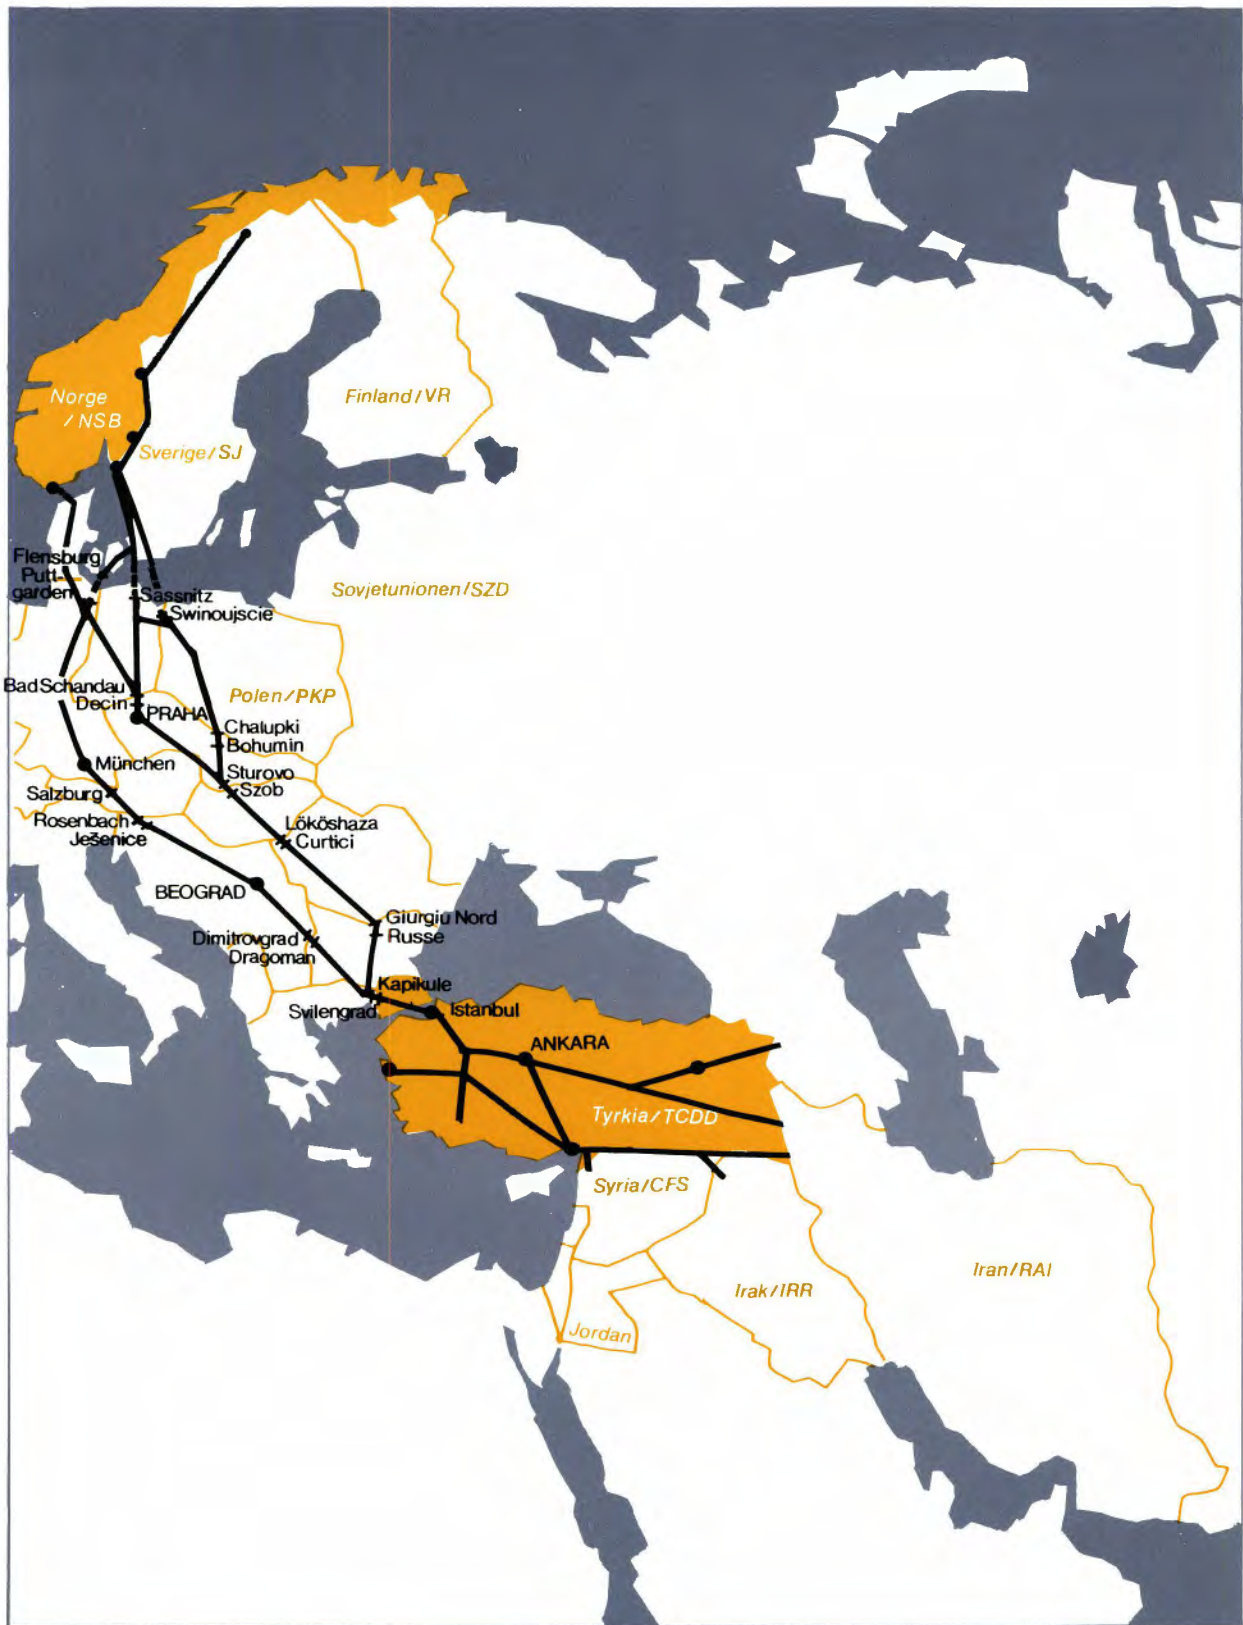 Norge
/NSB
Finland/VR
Sverige/SJ
Flensburg
Putt-
garden
Sovjetunionen/SZD
Sassnitz
Swinoujscie
Bad Schandau
Decin
Polen/PKP
PRAHA
Chalupki
Bohumin
München
Sturovo
Szob
Salzburg
Rosenbach
Ješenice
Lököshaza
Curtici
BEOGRAD
Giurgiu Nord
Russe
Dimitrovgrad
Dragoman
Kapikule
Svilengrad
Istanbul
ANKARA
Tyrkia/TCDD
Syria/CFS
Irak/IRR
Iran/RAI
Jordan